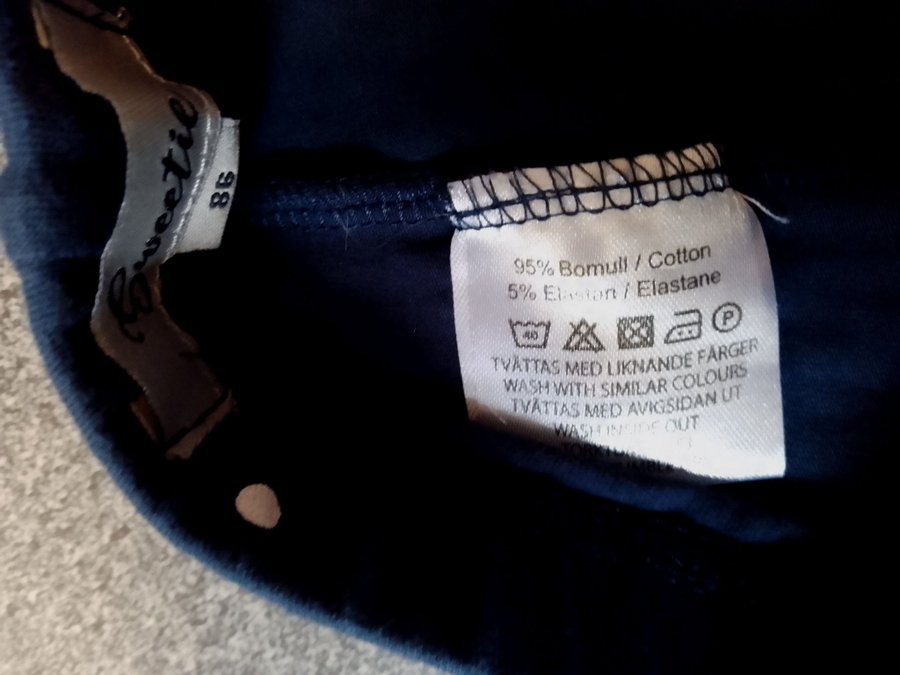 Sweetil
86
95% Bomull / Cotton
5% Elastan / Elastane
40
P
TVÄTTAS MED LIKNANDE FÄRGER
WASH WITH SIMILAR COLOURS
TVÄTTAS MED AVIGSIDAN UT
WASH INSIDE OUT